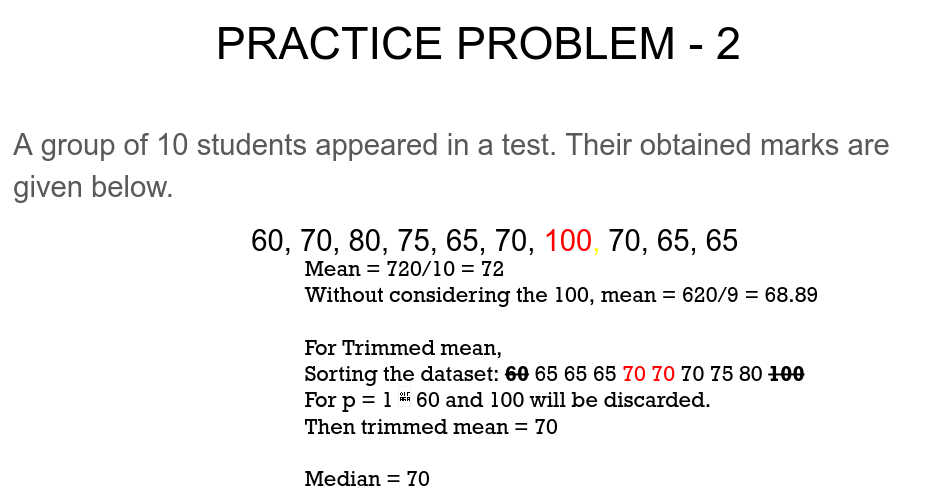 PRACTICE PROBLEM - 2
A group of 10 students appeared in a test. Their obtained marks are
given below.
60, 70, 80, 75, 65, 70, 100, 70, 65, 65
Mean = 720/10 = 72
Without considering the 100, mean = 620/9 = 68.89
For Trimmed mean,
Sorting the dataset: 60 65 65 65 70 70 70 75 80 100
For p = 1 60 and 100 will be discarded.
Then trimmed mean = 70
Median = 70